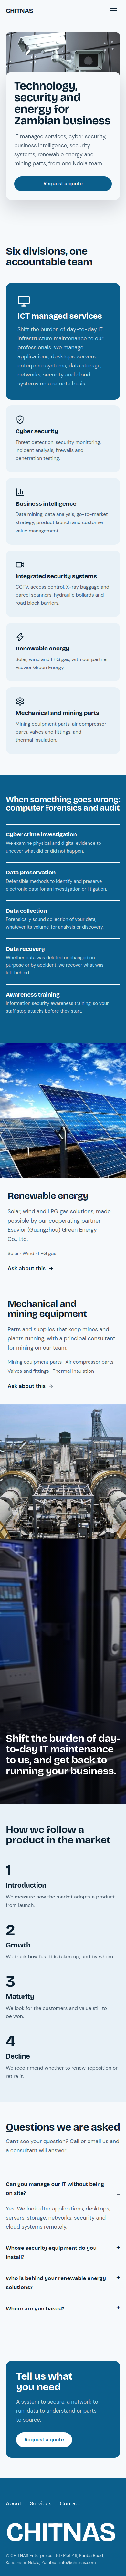 CHITNAS
Technology,
security and
energy for
Zambian business
IT managed services, cyber security,
business intelligence, security
systems, renewable energy and
mining parts, from one Ndola team.
Request a quote
Six divisions, one
accountable team
ICT managed services
Shift the burden of day-to-day IT
infrastructure maintenance to our
professionals. We manage
applications, desktops, servers,
enterprise systems, data storage,
networks, security and cloud
systems on a remote basis.
Cyber security
Threat detection, security monitoring,
incident analysis, firewalls and
penetration testing.
Business intelligence
Data mining, data analysis, go-to-market
strategy, product launch and customer
value management.
Integrated security systems
CCTV, access control, X-ray baggage and
parcel scanners, hydraulic bollards and
road block barriers.
Renewable energy
Solar, wind and LPG gas, with our partner
Exavior Green Energy.
Mechanical and mining parts
Mining equipment parts, air compressor
parts, valves and fittings, and
thermal insulation.
When something goes wrong:
computer forensics and audit
Cyber crime investigation
We examine physical and digital evidence to
uncover what did or did not happen.
Data preservation
Defensible methods to identify and preserve
electronic data for an investigation or litigation.
Data collection
Forensically sound collection of your data,
whatever its volume, for analysis or discovery.
Data recovery
Whether data was deleted or changed on
purpose or by accident, we recover what was
left behind.
Awareness training
Information security awareness training, so your
staff stop attacks before they start.
Renewable energy
Solar, wind and LPG gas solutions, made
possible by our cooperating partner
Exavior (Guangzhou) Green Energy
Co., Ltd.
Solar · Wind · LPG gas
Ask about this →
Mechanical and
mining equipment
Parts and supplies that keep mines and
plants running, with a principal consultant
for mining on our team.
Mining equipment parts · Air compressor parts ·
Valves and fittings · Thermal insulation
Ask about this →
Shift the burden of day-
to-day IT maintenance
to us, and get back to
running your business.
How we follow a
product in the market
1
Introduction
We measure how the market adopts a product
from launch.
2
Growth
We track how fast it is taken up, and by whom.
3
Maturity
We look for the customers and value still to
be won.
4
Decline
We recommend whether to renew, reposition or
retire it.
Questions we are asked
Can't see your question? Call or email us and
a consultant will answer.
Can you manage our IT without being
on site?
Yes. We look after applications, desktops,
servers, storage, networks, security and
cloud systems remotely.
Whose security equipment do you
install?
Who is behind your renewable energy
solutions?
Where are you based?
Tell us what
you need
A system to secure, a network to
run, data to understand or parts
to source.
Request a quote
About Services Contact
CHITNAS
© CHITNAS Enterprises Ltd · Plot 49, Kariba Road,
Kansenshi, Ndola, Zambia · info@chitnas.com